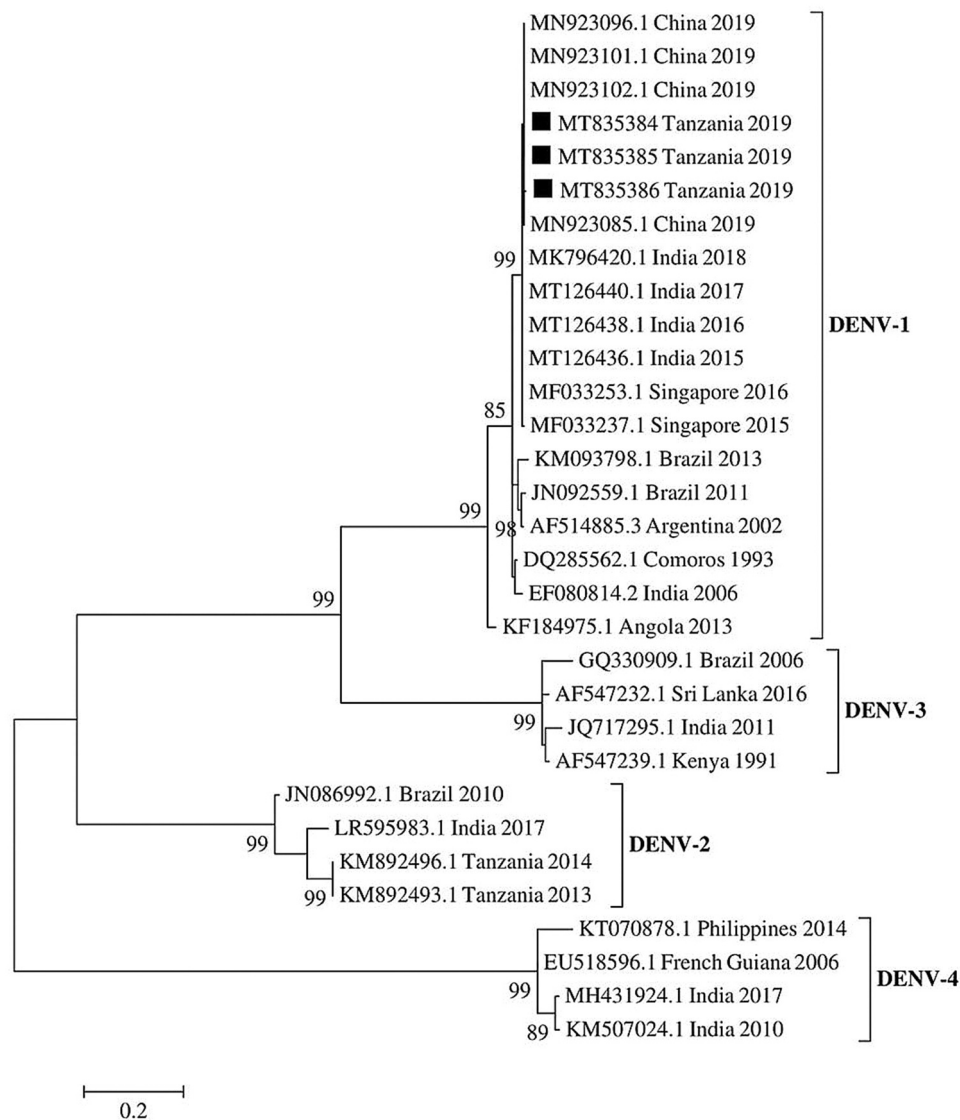 MN923096.1 China 2019
MN923101.1 China 2019
MN923102.1 China 2019
MT835384 Tanzania 2019
MT835385 Tanzania 2019
MT835386 Tanzania 2019
MN923085.1 China 2019
99
MK796420.1 India 2018
MT126440.1 India 2017
MT126438.1 India 2016
DENV-1
MT126436.1 India 2015
MF033253.1 Singapore 2016
85
MF033237.1 Singapore 2015
KM093798.1 Brazil 2013
JN092559.1 Brazil 2011
99
98
AF514885.3 Argentina 2002
DQ285562.1 Comoros 1993
99
EF080814.2 India 2006
KF184975.1 Angola 2013
GQ330909.1 Brazil 2006
AF547232.1 Sri Lanka 2016
DENV-3
99
JQ717295.1 India 2011
AF547239.1 Kenya 1991
JN086992.1 Brazil 2010
LR595983.1 India 2017
99
DENV-2
KM892496.1 Tanzania 2014
99
KM892493.1 Tanzania 2013
KT070878.1 Philippines 2014
EU518596.1 French Guiana 2006
DENV-4
99
MH431924.1 India 2017
89
KM507024.1 India 2010
0.2